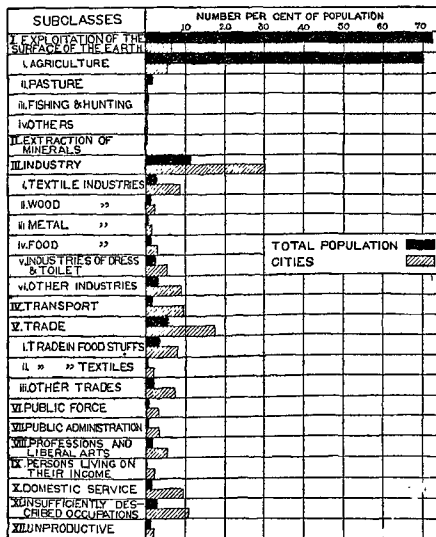 SUBCLASSES
NUMBER PER CENT OF POPULATION
10 20 30 40 50 60 70
I. EXPLOITATION OF THE
SURFACE OF THE EARTH
i. AGRICULTURE
ii. PASTURE
iii. FISHING & HUNTING
iv. OTHERS
II. EXTRACTION OF
MINERALS
III. INDUSTRY
i. TEXTILE INDUSTRIES
ii. WOOD "
iii METAL "
iv. FOOD "
v. INDUSTRIES OF DRESS
& TOILET
vi. OTHER INDUSTRIES
IV. TRANSPORT
V. TRADE
i. TRADE IN FOOD STUFFS
ii. " " TEXTILES
iii. OTHER TRADES
VI. PUBLIC FORCE
VII. PUBLIC ADMINISTRATION
VIII. PROFESSIONS AND
LIBERAL ARTS
IX. PERSONS LIVING ON
THEIR INCOME
X. DOMESTIC SERVICE
XI. INSUFFICIENTLY DES-
CRIBED OCCUPATIONS
XII. UNPRODUCTIVE
TOTAL POPULATION
CITIES